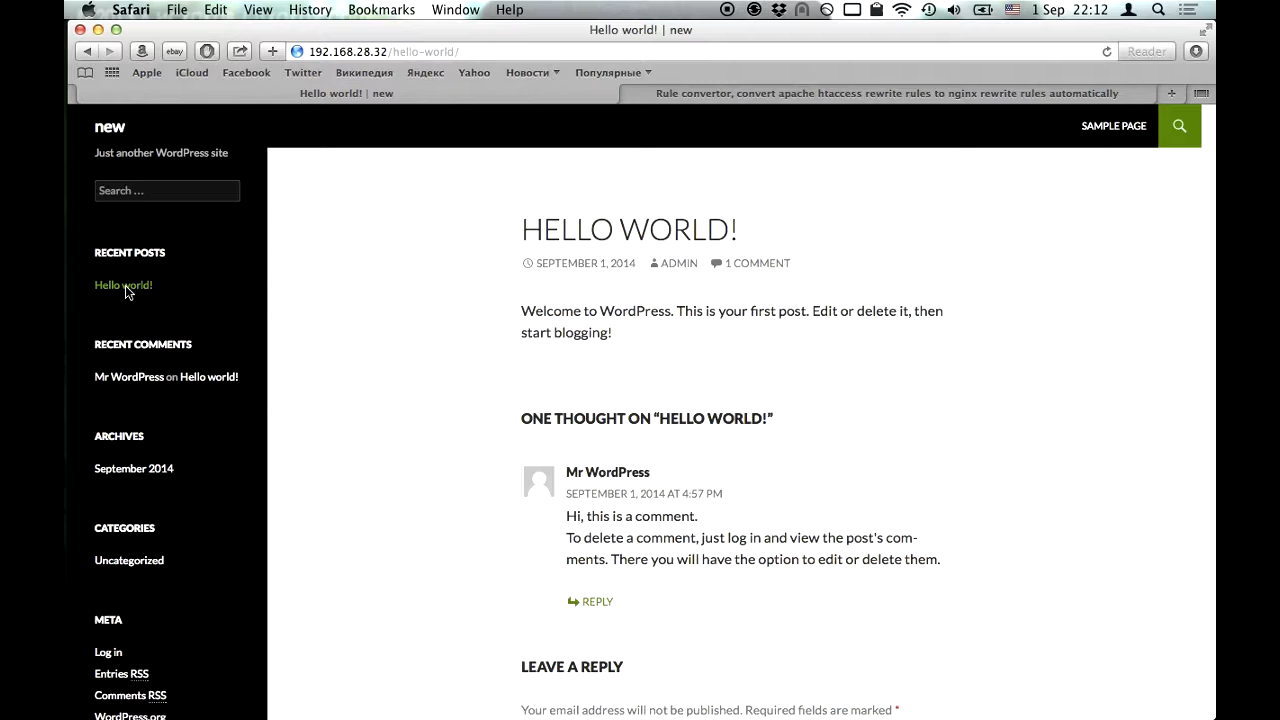 Safari File Edit View History Bookmarks Window Help 1 Sep 22:12
Hello world! | new
ebay 192.168.28.32/hello-world/ Reader
Apple iCloud Facebook Twitter Википедия Яндекс Yahoo Новости Популярные
Hello world! | new
Rule convertor, convert apache htaccess rewrite rules to nginx rewrite rules automatically
new
SAMPLE PAGE
Just another WordPress site
Search ...
RECENT POSTS
Hello world!
RECENT COMMENTS
Mr WordPress on Hello world!
ARCHIVES
September 2014
CATEGORIES
Uncategorized
META
Log in
Entries RSS
Comments RSS
WordPress.org
HELLO WORLD!
SEPTEMBER 1, 2014 ADMIN 1 COMMENT
Welcome to WordPress. This is your first post. Edit or delete it, then
start blogging!
ONE THOUGHT ON “HELLO WORLD!”
Mr WordPress
SEPTEMBER 1, 2014 AT 4:57 PM
Hi, this is a comment.
To delete a comment, just log in and view the post's com-
ments. There you will have the option to edit or delete them.
REPLY
LEAVE A REPLY
Your email address will not be published. Required fields are marked *